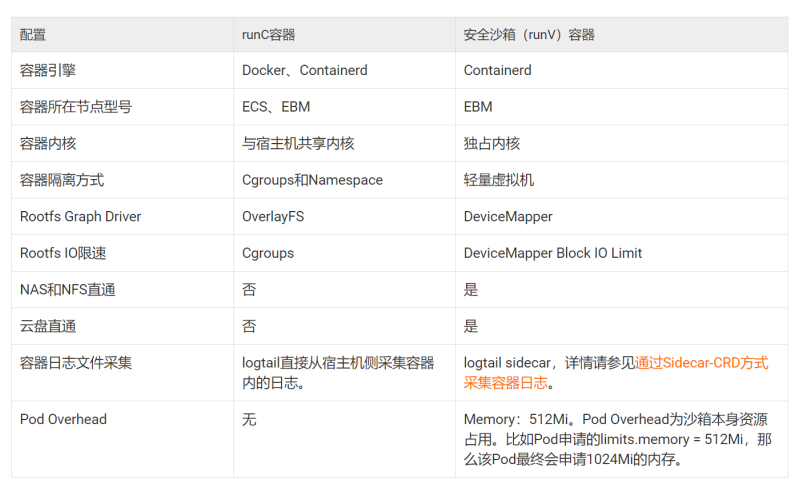 配置 runC容器 安全沙箱（runV）容器
容器引擎 Docker、Containerd Containerd
容器所在节点型号 ECS、EBM EBM
容器内核 与宿主机共享内核 独占内核
容器隔离方式 Cgroups和Namespace 轻量虚拟机
Rootfs Graph Driver OverlayFS DeviceMapper
Rootfs IO限速 Cgroups DeviceMapper Block IO Limit
NAS和NFS直通 否 是
云盘直通 否 是
容器日志文件采集 logtail直接从宿主机侧采集容器 logtail sidecar，详情请参见通过Sidecar-CRD方式
内的日志。 采集容器日志。
Pod Overhead 无 Memory：512Mi。Pod Overhead为沙箱本身资源
占用。比如Pod申请的limits.memory = 512Mi，那
么该Pod最终会申请1024Mi的内存。